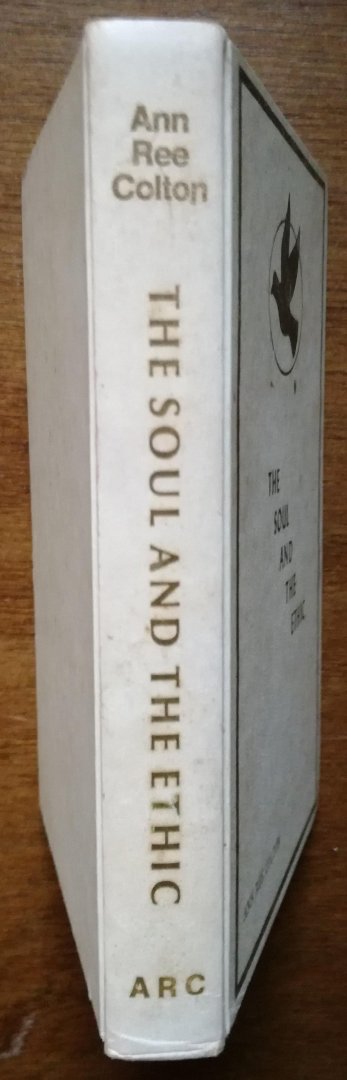 Ann
Ree
Colton
THE SOUL AND THE ETHIC
ARC
THE
SOUL
AND
THE
ETHIC